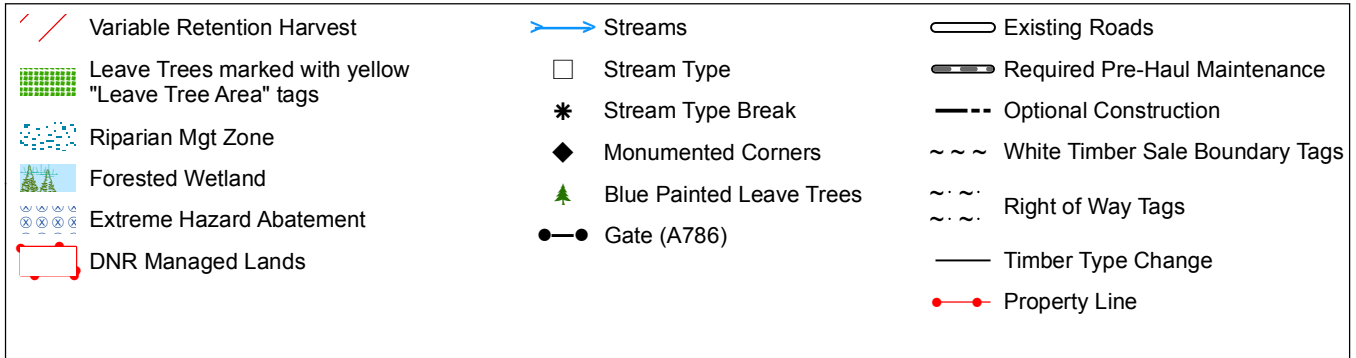 Variable Retention Harvest
Leave Trees marked with yellow
"Leave Tree Area" tags
Riparian Mgt Zone
Forested Wetland
Extreme Hazard Abatement
DNR Managed Lands
Streams
Stream Type
Stream Type Break
Monumented Corners
Blue Painted Leave Trees
Gate (A786)
Existing Roads
Required Pre-Haul Maintenance
Optional Construction
White Timber Sale Boundary Tags
Right of Way Tags
Timber Type Change
Property Line